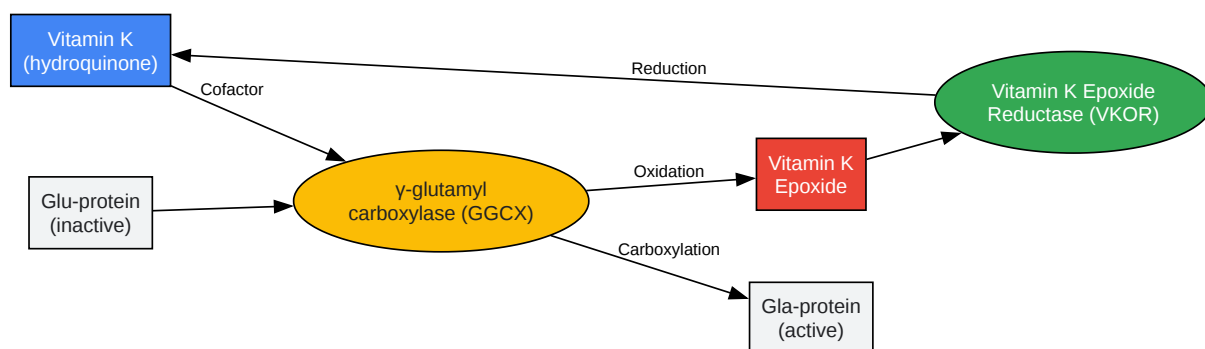 Vitamin K
(hydroquinone)
Reduction
Vitamin K Epoxide
Reductase (VKOR)
Cofactor
Vitamin K
Epoxide
Oxidation
γ-glutamyl
carboxylase (GGCX)
Glu-protein
(inactive)
Carboxylation
Gla-protein
(active)